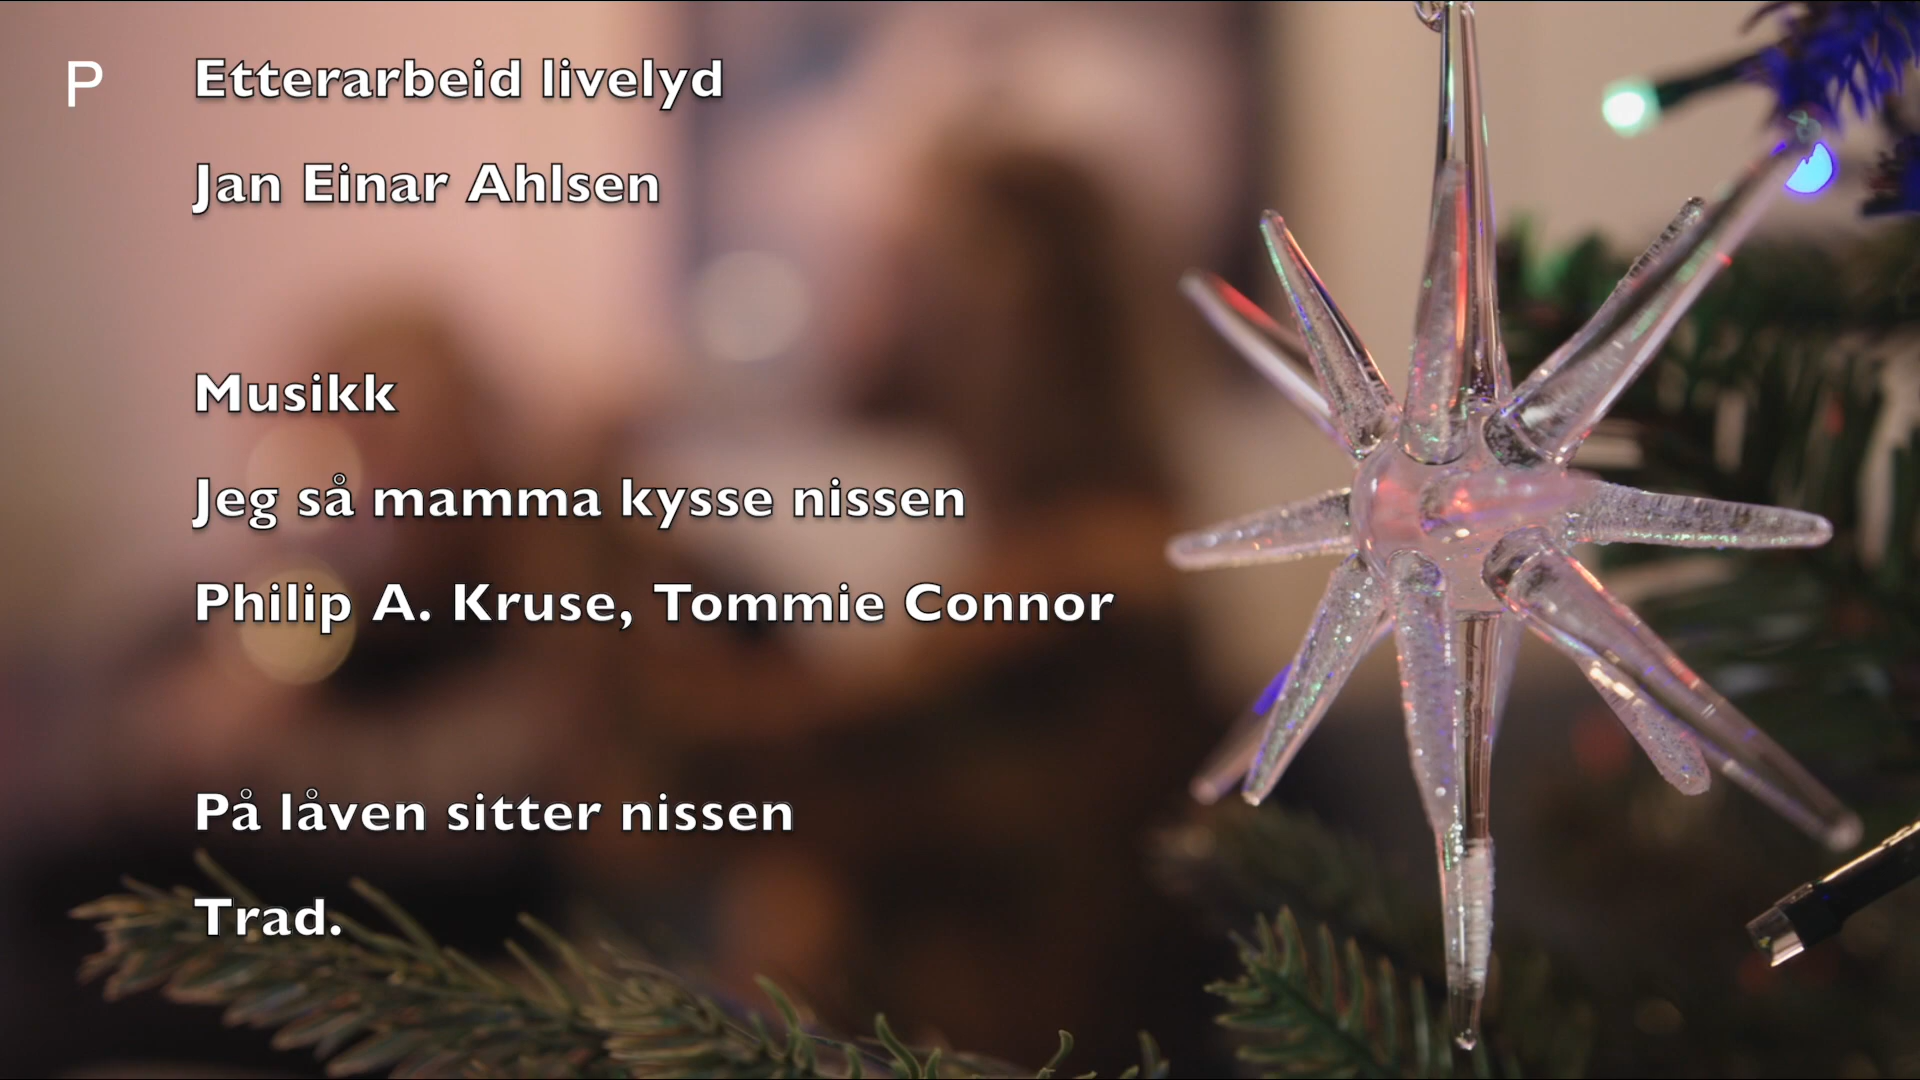 P
Etterarbeid livelyd
Jan Einar Ahlsen
Musikk
Jeg så mamma kysse nissen
Philip A. Kruse, Tommie Connor
På låven sitter nissen
Trad.